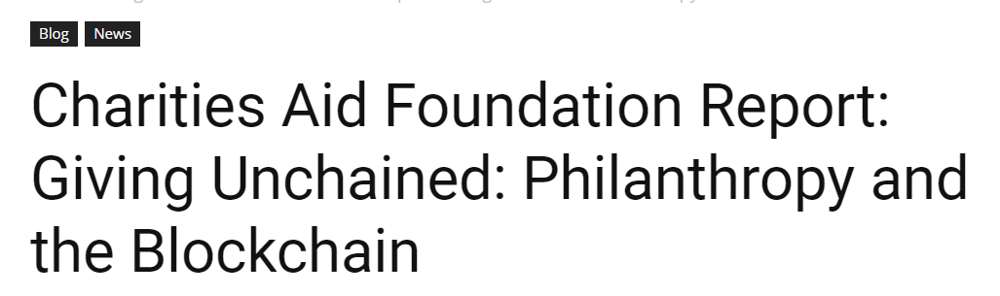 Blog News
Charities Aid Foundation Report:
Giving Unchained: Philanthropy and
the Blockchain